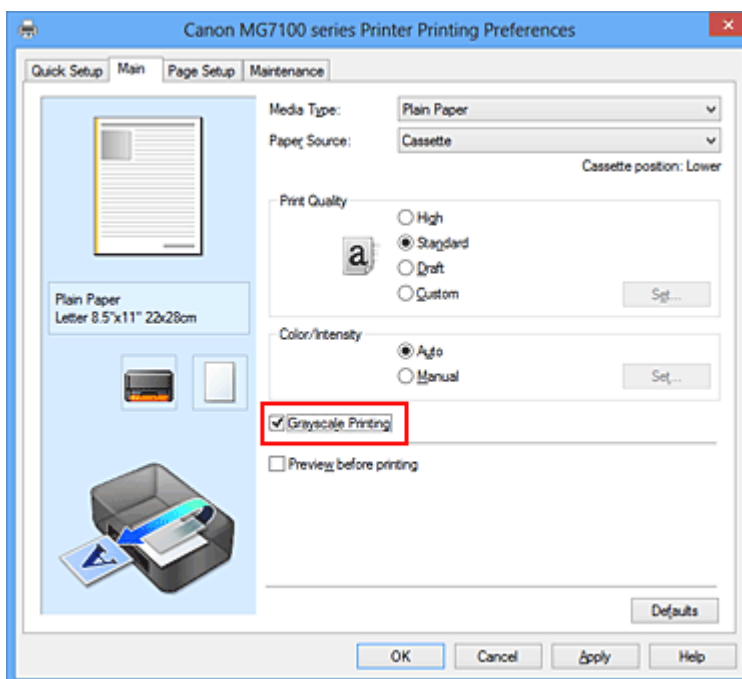 Canon MG7100 series Printer Printing Preferences
Quick Setup Main Page Setup Maintenance
Media Type: Plain Paper
Paper Source: Cassette
Cassette position: Lower
Print Quality
High
a Standard
Draft
Custom Set...
Plain Paper
Letter 8.5"x11" 22x28cm
Color/Intensity
Auto
Manual Set...
Grayscale Printing
Preview before printing
A
Defaults
OK Cancel Apply Help